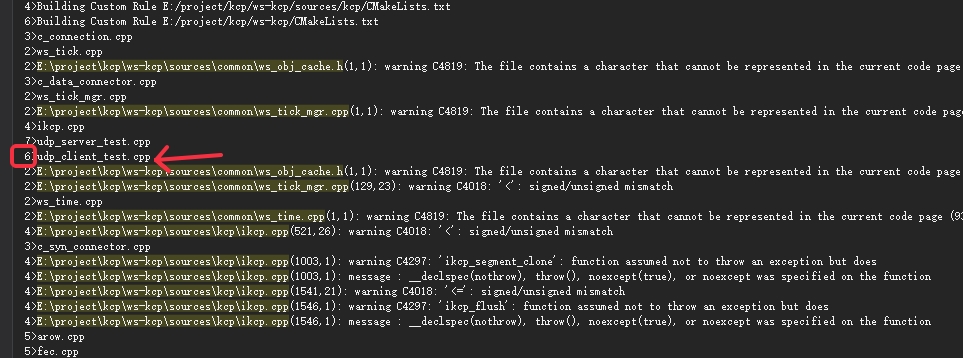 4>Building Custom Rule E:/project/kcp/ws-kcp/sources/kcp/CMakeLists.txt
6>Building Custom Rule E:/project/kcp/ws-kcp/CMakeLists.txt
3>c_connection.cpp
2>ws_tick.cpp
2>E:\project\kcp\ws-kcp\sources\common\ws_obj_cache.h(1,1): warning C4819: The file contains a character that cannot be represented in the current code page
3>c_data_connector.cpp
2>ws_tick_mgr.cpp
2>E:\project\kcp\ws-kcp\sources\common\ws_tick_mgr.cpp(1,1): warning C4819: The file contains a character that cannot be represented in the current code page
4>ikcp.cpp
7>udp_server_test.cpp
6>udp_client_test.cpp
2>E:\project\kcp\ws-kcp\sources\common\ws_obj_cache.h(1,1): warning C4819: The file contains a character that cannot be represented in the current code page
2>E:\project\kcp\ws-kcp\sources\common\ws_tick_mgr.cpp(129,23): warning C4018: '<': signed/unsigned mismatch
2>ws_time.cpp
2>E:\project\kcp\ws-kcp\sources\common\ws_time.cpp(1,1): warning C4819: The file contains a character that cannot be represented in the current code page (93
4>E:\project\kcp\ws-kcp\sources\kcp\ikcp.cpp(521,26): warning C4018: '<': signed/unsigned mismatch
3>c_syn_connector.cpp
4>E:\project\kcp\ws-kcp\sources\kcp\ikcp.cpp(1003,1): warning C4297: 'ikcp_segment_clone': function assumed not to throw an exception but does
4>E:\project\kcp\ws-kcp\sources\kcp\ikcp.cpp(1003,1): message : __declspec(nothrow), throw(), noexcept(true), or noexcept was specified on the function
4>E:\project\kcp\ws-kcp\sources\kcp\ikcp.cpp(1541,21): warning C4018: '<=': signed/unsigned mismatch
4>E:\project\kcp\ws-kcp\sources\kcp\ikcp.cpp(1546,1): warning C4297: 'ikcp_flush': function assumed not to throw an exception but does
4>E:\project\kcp\ws-kcp\sources\kcp\ikcp.cpp(1546,1): message : __declspec(nothrow), throw(), noexcept(true), or noexcept was specified on the function
5>arow.cpp
5>fec.cpp